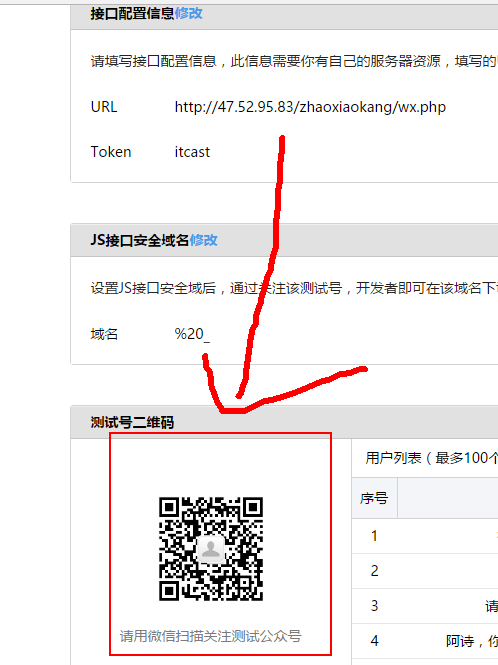 接口配置信息修改
请填写接口配置信息，此信息需要你有自己的服务器资源，填写的
URL http://47.52.95.83/zhaoxiaokang/wx.php
Token itcast
JS接口安全域名修改
设置JS接口安全域后，通过关注该测试号，开发者即可在该域名下
域名 %20_
测试号二维码
用户列表（最多100个
序号
1
2
3 请
4 阿诗，你
请用微信扫描关注测试公众号